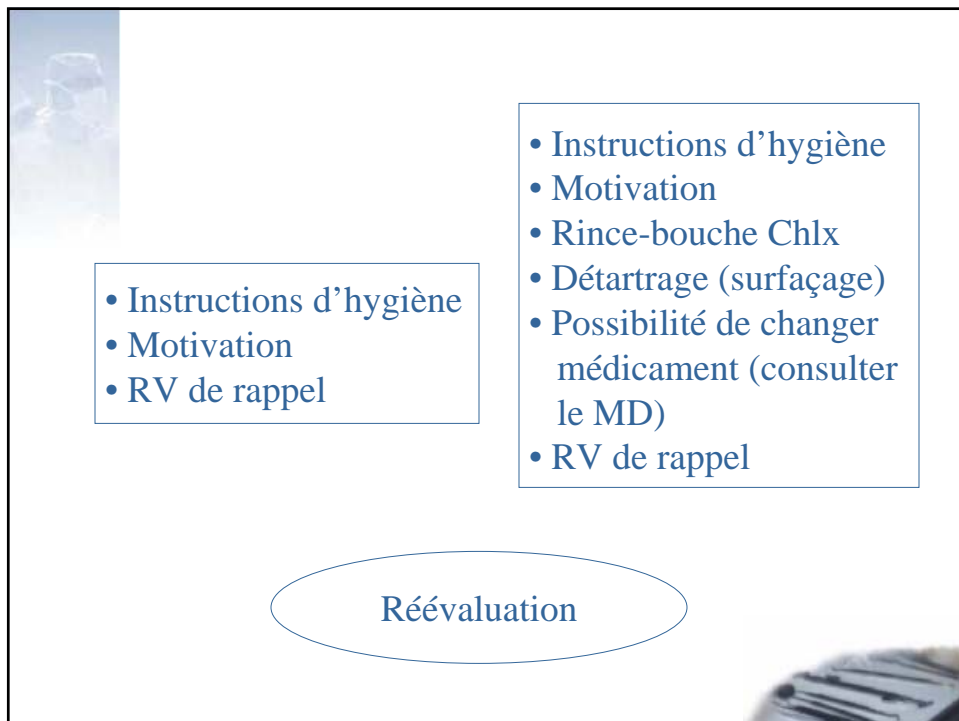 • Instructions d’hygiène
• Motivation
• RV de rappel
• Instructions d’hygiène
• Motivation
• Rince-bouche Chlx
• Détartrage (surfaçage)
• Possibilité de changer
médicament (consulter
le MD)
• RV de rappel
Réévaluation